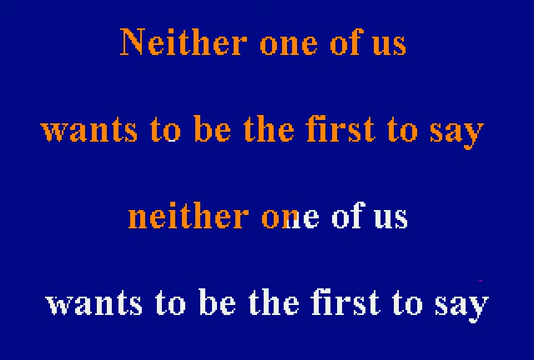 Neither one of us
wants to be the first to say
neither one of us
wants to be the first to say